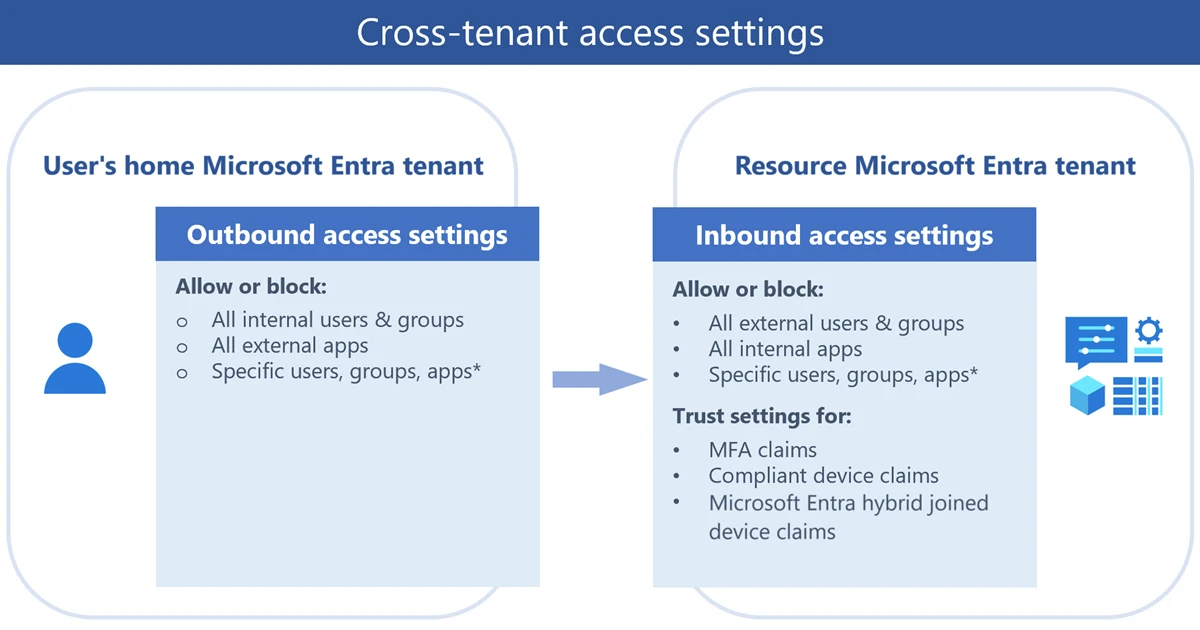 Cross-tenant access settings
User's home Microsoft Entra tenant
Outbound access settings
Allow or block:
o All internal users & groups
o All external apps
o Specific users, groups, apps*
Resource Microsoft Entra tenant
Inbound access settings
Allow or block:
• All external users & groups
• All internal apps
• Specific users, groups, apps*
Trust settings for:
• MFA claims
• Compliant device claims
• Microsoft Entra hybrid joined
device claims